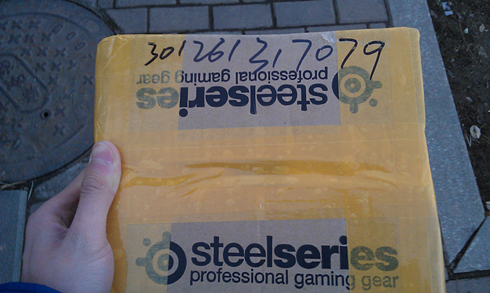 301261317079
steelseries
professional gaming gear
steelseries
professional gaming gear